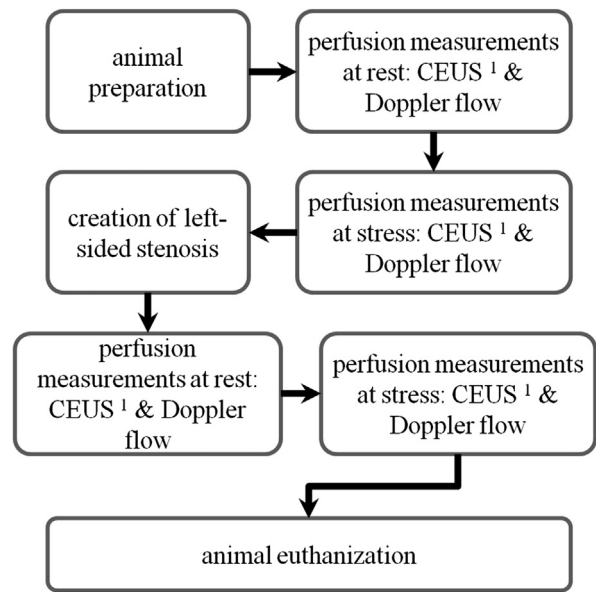 animal
preparation
perfusion measurements
at rest: CEUS ¹ &
Doppler flow
perfusion measurements
at stress: CEUS ¹ &
Doppler flow
creation of left-
sided stenosis
perfusion
measurements at rest:
CEUS ¹ & Doppler
flow
perfusion measurements
at stress: CEUS ¹ &
Doppler flow
animal euthanization